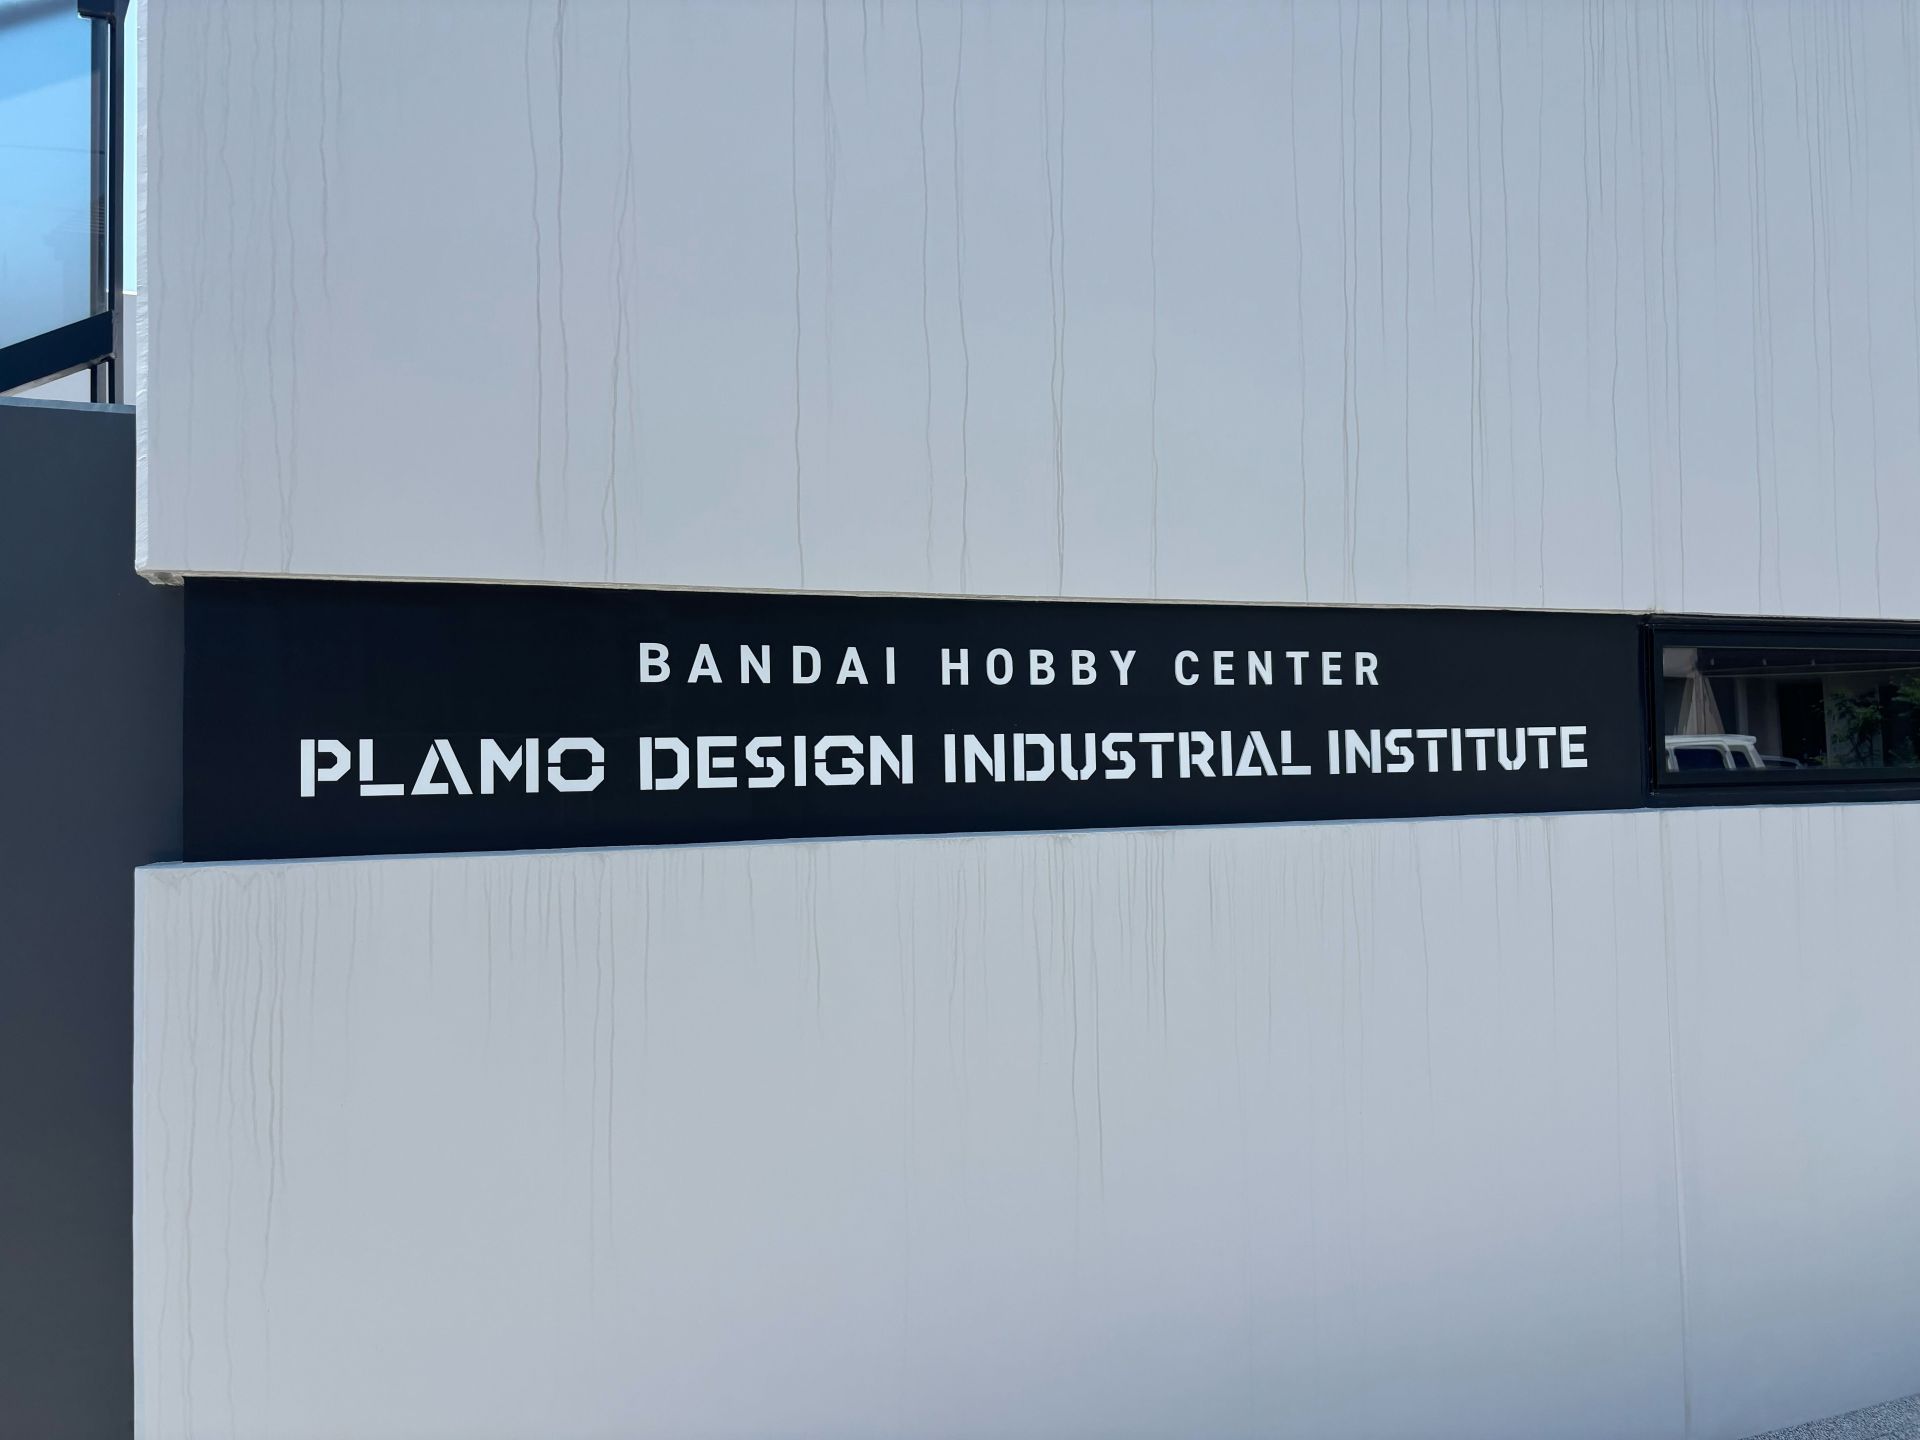 BANDAI HOBBY CENTER
PLAMO DESIGN INDUSTRIAL INSTITUTE